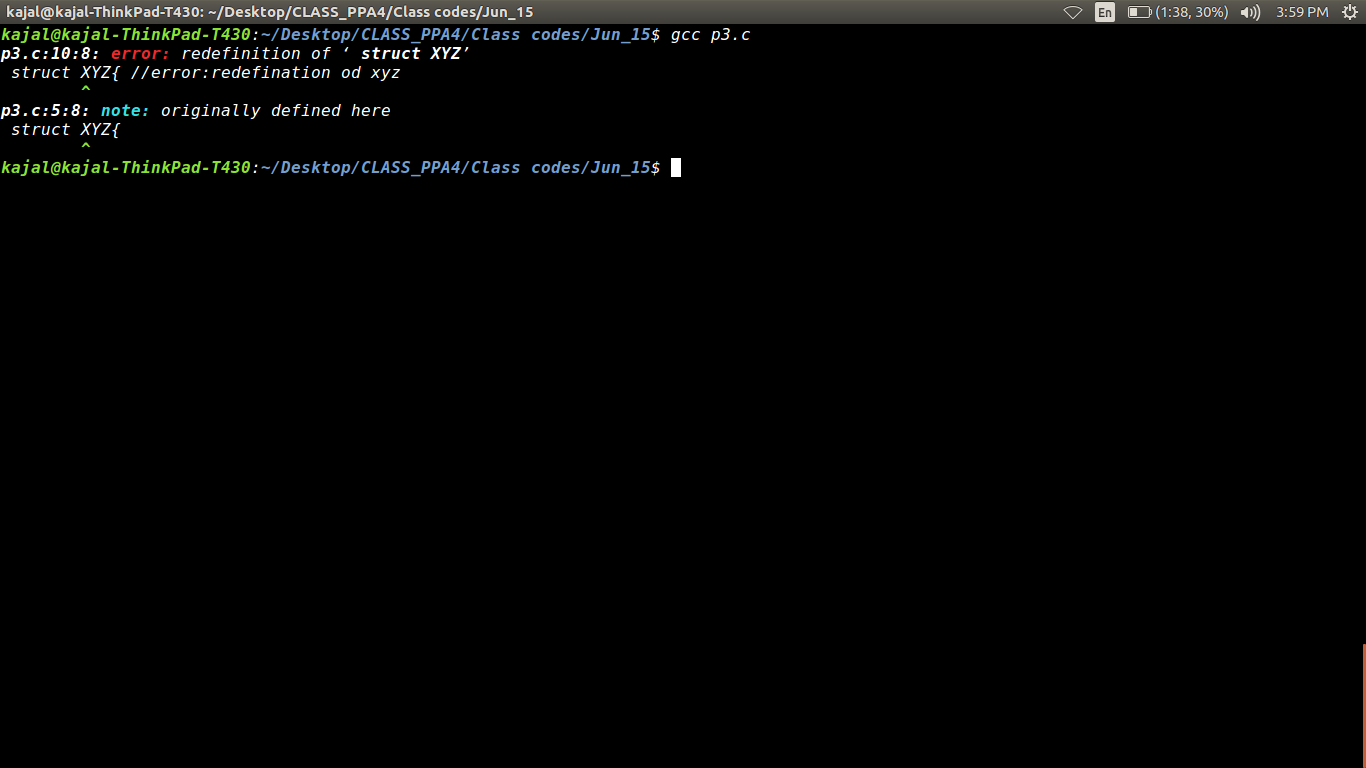 kajal@kajal-ThinkPad-T430: ~/Desktop/CLASS_PPA4/Class codes/Jun_15 En (1:38, 30%) 3:59 PM
kajal@kajal-ThinkPad-T430:~/Desktop/CLASS_PPA4/Class codes/Jun_15$ gcc p3.c
p3.c:10:8: error: redefinition of ‘ struct XYZ’
struct XYZ{ //error:redefination od xyz
^
p3.c:5:8: note: originally defined here
struct XYZ{
^
kajal@kajal-ThinkPad-T430:~/Desktop/CLASS_PPA4/Class codes/Jun_15$